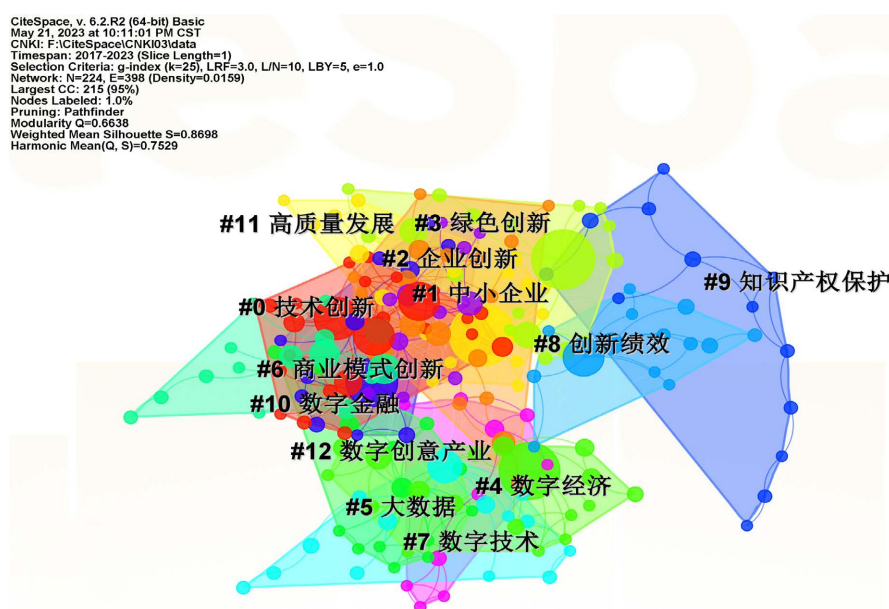 CiteSpace, v. 6.2.R2 (64-bit) Basic
May 21, 2023 at 10:11:01 PM CST
CNKI: F:\CiteSpace\CNKI03\data
Timespan: 2017-2023 (Slice Length=1)
Selection Criteria: g-index (k=25), LRF=3.0, L/N=10, LBY=5, e=1.0
Network: N=224, E=398 (Density=0.0159)
Largest CC: 215 (95%)
Nodes Labeled: 1.0%
Pruning: Pathfinder
Modularity Q=0.6638
Weighted Mean Silhouette S=0.8698
Harmonic Mean(Q, S)=0.7529
#11 高质量发展
#3 绿色创新
#2 企业创新
#9 知识产权保护
#1 中小企业
#0 技术创新
#8 创新绩效
#6 商业模式创新
#10 数字金融
#12 数字创意产业
#4 数字经济
#5 大数据
#7 数字技术